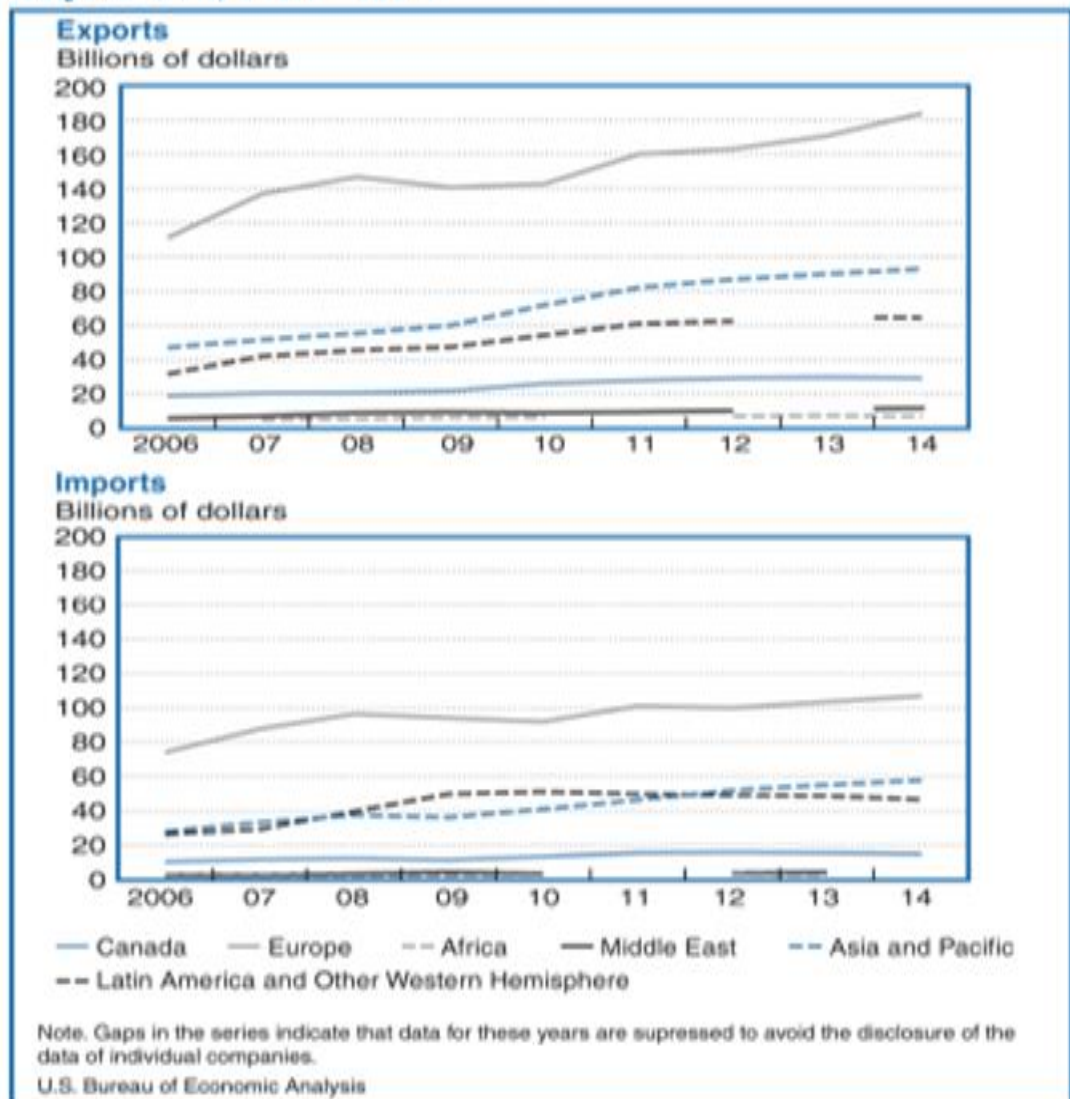 Exports
Billions of dollars
200
180
160
140
120
100
80
60
40
20
0
2006 07 08 09 10 11 12 13 14
Imports
Billions of dollars
200
180
160
140
120
100
80
60
40
20
0
2006 07 08 09 10 11 12 13 14
Canada Europe Africa Middle East Asia and Pacific
Latin America and Other Western Hemisphere
Note. Gaps in the series indicate that data for these years are supressed to avoid the disclosure of the
data of individual companies.
U.S. Bureau of Economic Analysis